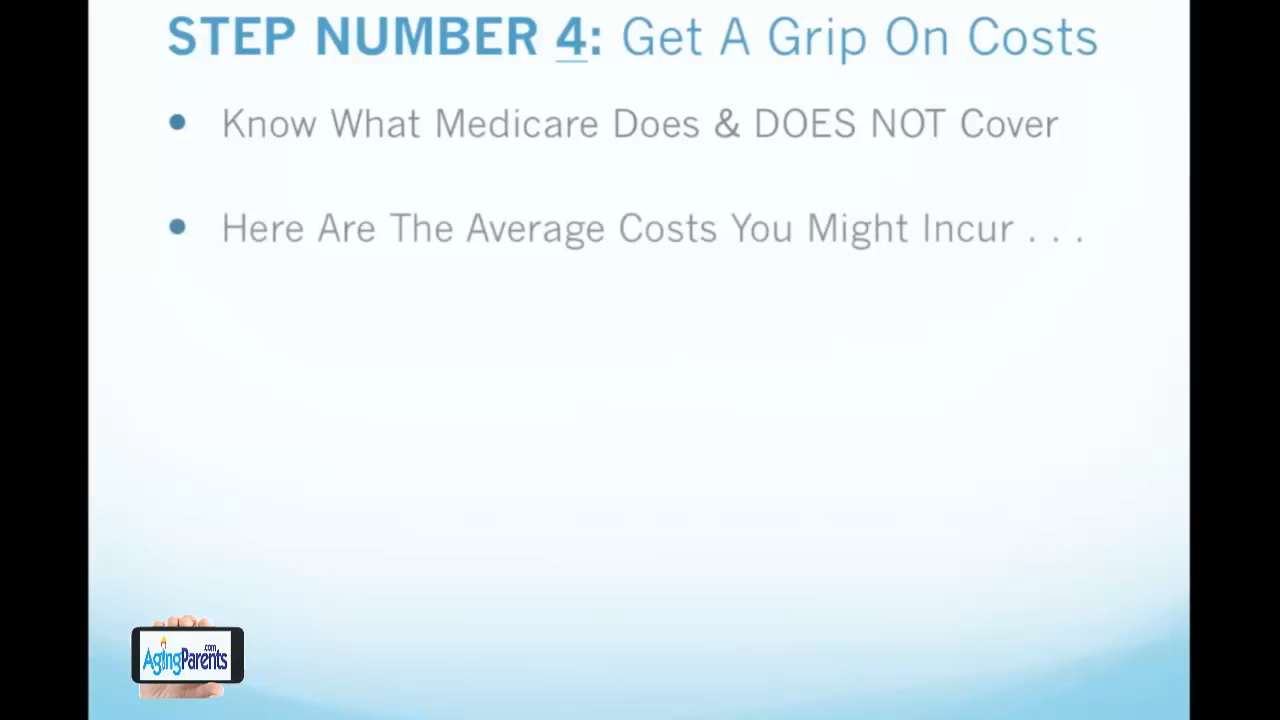 STEP NUMBER 4: Get A Grip On Costs
• Know What Medicare Does & DOES NOT Cover
• Here Are The Average Costs You Might Incur . . .
AgingParents.com